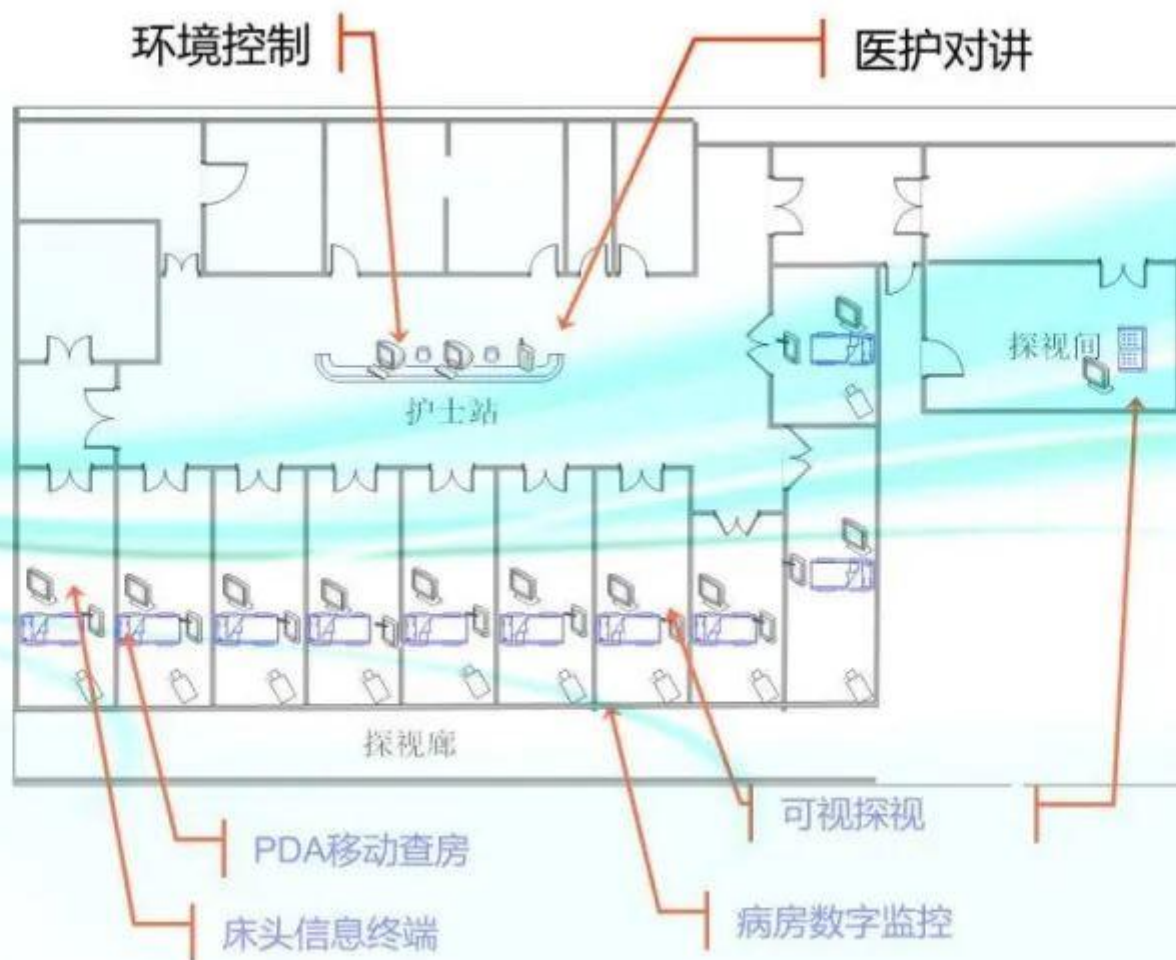 环境控制
医护对讲
探视间
护士站
探视廊
可视探视
PDA移动查房
病房数字监控
床头信息终端